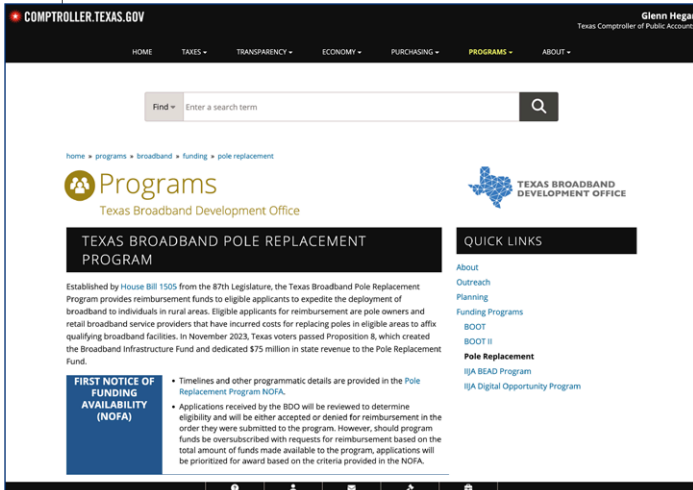 COMPTROLLER.TEXAS.GOV
Glenn Hegar
Texas Comptroller of Public Accounts
HOME TAXES TRANSPARENCY ECONOMY PURCHASING PROGRAMS ABOUT
Find Enter a search term
home » programs » broadband » funding » pole replacement
Programs
Texas Broadband Development Office
TEXAS BROADBAND
DEVELOPMENT OFFICE
TEXAS BROADBAND POLE REPLACEMENT
PROGRAM
Established by House Bill 1505 from the 87th Legislature, the Texas Broadband Pole Replacement
Program provides reimbursement funds to eligible applicants to expedite the deployment of
broadband to individuals in rural areas. Eligible applicants for reimbursement are pole owners and
retail broadband service providers that have incurred costs for replacing poles in eligible areas to affix
qualifying broadband facilities. In November 2023, Texas voters passed Proposition 8, which created
the Broadband Infrastructure Fund and dedicated $75 million in state revenue to the Pole Replacement
Fund.
FIRST NOTICE OF
FUNDING
AVAILABILITY
(NOFA)
• Timelines and other programmatic details are provided in the Pole
Replacement Program NOFA.
• Applications received by the BDO will be reviewed to determine
eligibility and will be either accepted or denied for reimbursement in the
order they were submitted to the program. However, should program
funds be oversubscribed with requests for reimbursement based on the
total amount of funds made available to the program, applications will
be prioritized for award based on the criteria provided in the NOFA.
QUICK LINKS
About
Outreach
Planning
Funding Programs
BOOT
BOOT II
Pole Replacement
IIJA BEAD Program
IIJA Digital Opportunity Program